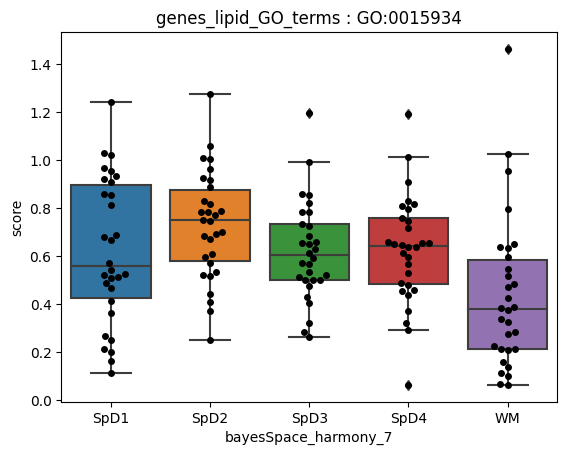 genes_lipid_GO_terms : GO:0015934
1.4
1.2
1.0
0.8
0.6
0.4
0.2
0.0
score
SpD1 SpD2 SpD3 SpD4 WM
bayesSpace_harmony_7